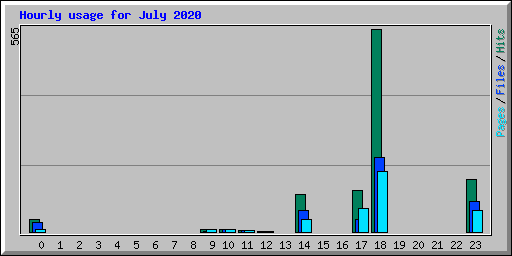 Hourly usage for July 2020
565
Pages/Files/Hits
0 1 2 3 4 5 6 7 8 9 10 11 12 13 14 15 16 17 18 19 20 21 22 23